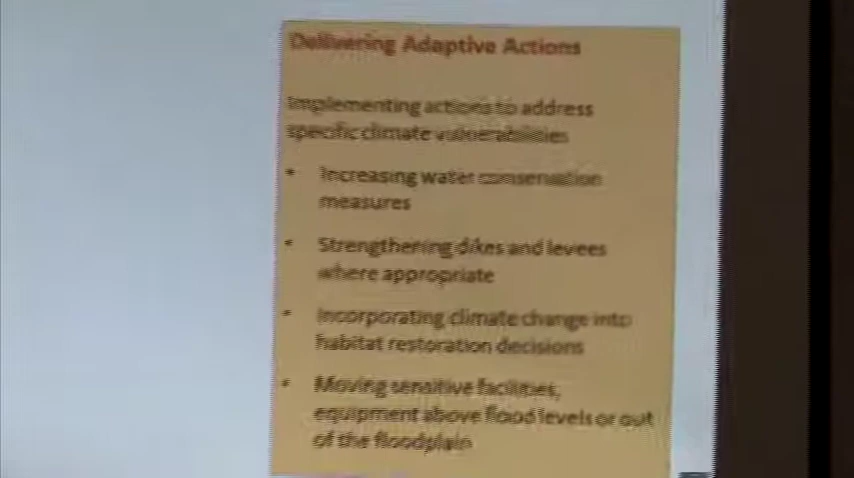 Delivering Adaptive Actions
Implementing actions to address
specific climate vulnerabilities
• Increasing water conservation
measures
• Strengthening dikes and levees
where appropriate
• Incorporating climate change into
habitat restoration decisions
• Moving sensitive facilities,
equipment above flood levels or out
of the floodplain